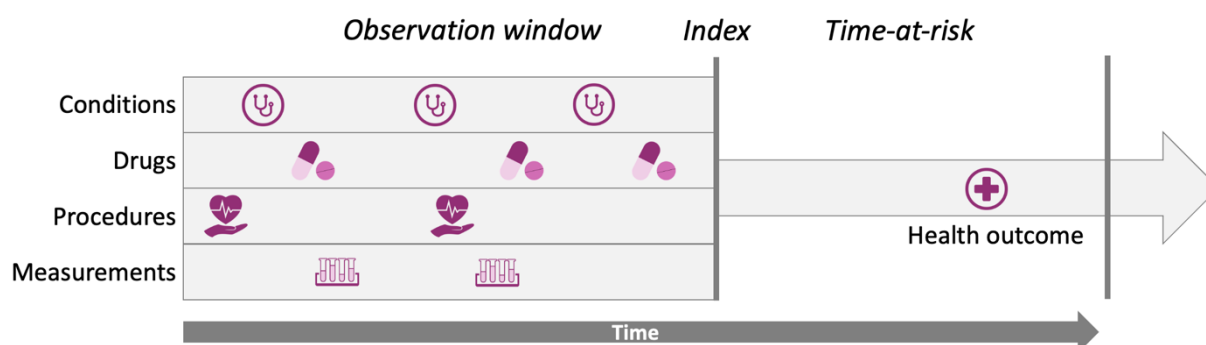 Observation window
Index
Time-at-risk
Conditions
Drugs
Procedures
Measurements
Health outcome
Time